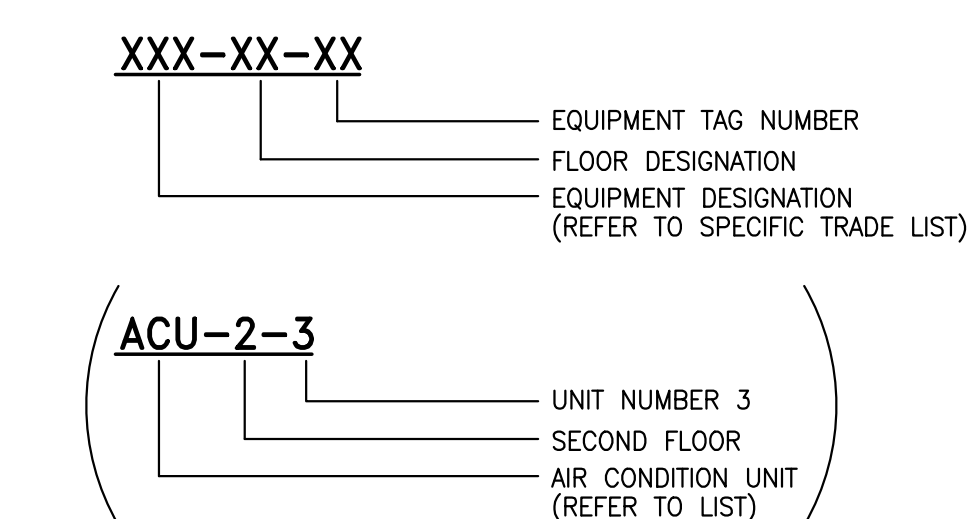 XXX-XX-XX
EQUIPMENT TAG NUMBER
FLOOR DESIGNATION
EQUIPMENT DESIGNATION
(REFER TO SPECIFIC TRADE LIST)
ACU-2-3
UNIT NUMBER 3
SECOND FLOOR
AIR CONDITION UNIT
(REFER TO LIST)